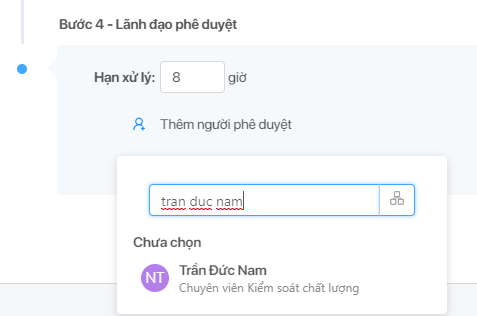 Bước 4 - Lãnh đạo phê duyệt
Hạn xử lý: 8 giờ
Thêm người phê duyệt
tran duc nam
Chưa chọn
NT
Trần Đức Nam
Chuyên viên Kiểm soát chất lượng